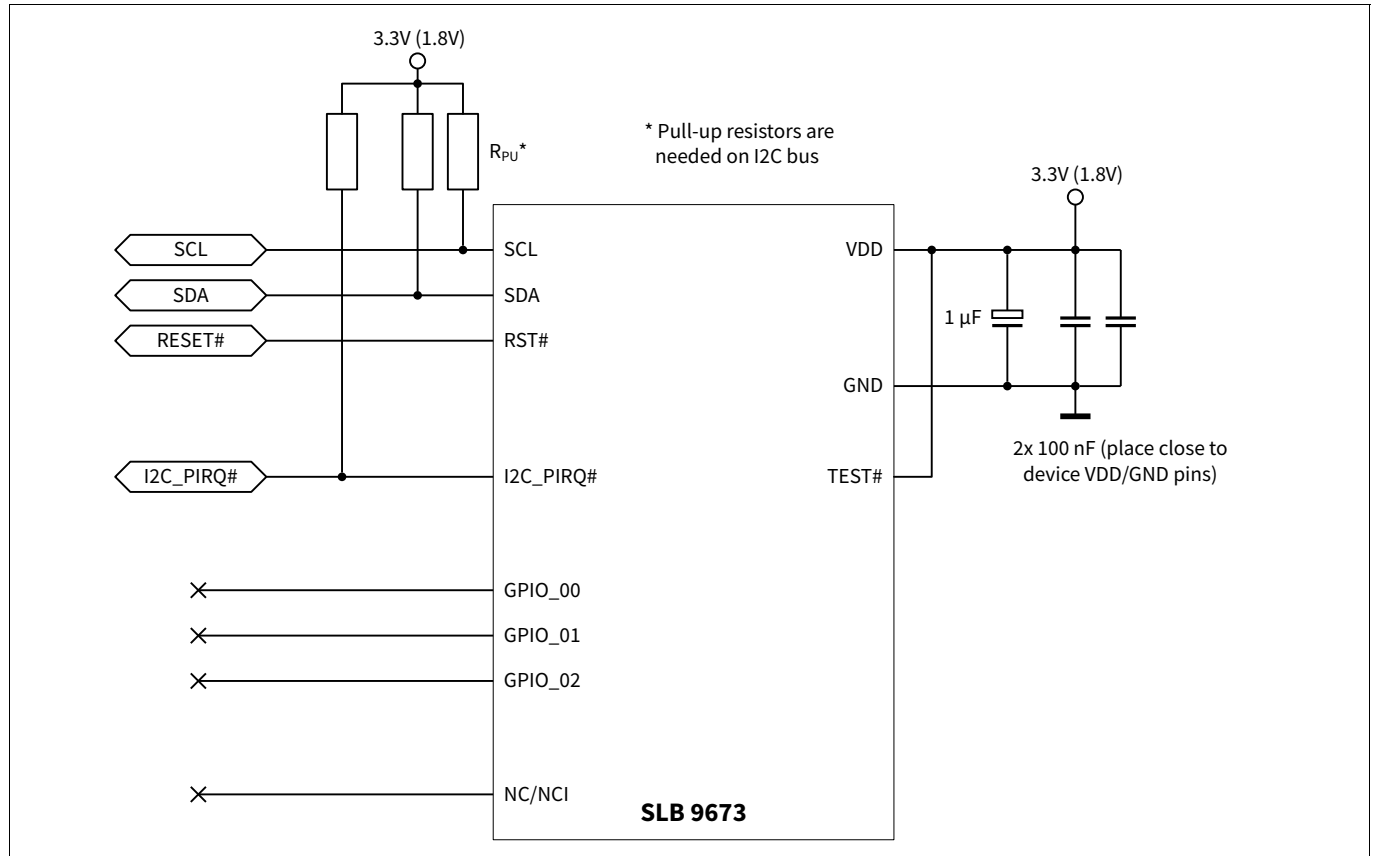 3.3V (1.8V)
* Pull-up resistors are
needed on I2C bus
RPU*
3.3V (1.8V)
SCL
SCL
VDD
SDA
SDA
1 µF
RESET#
RST#
GND
2x 100 nF (place close to
device VDD/GND pins)
I2C_PIRQ#
I2C_PIRQ#
TEST#
GPIO_00
GPIO_01
GPIO_02
NC/NCI
SLB 9673